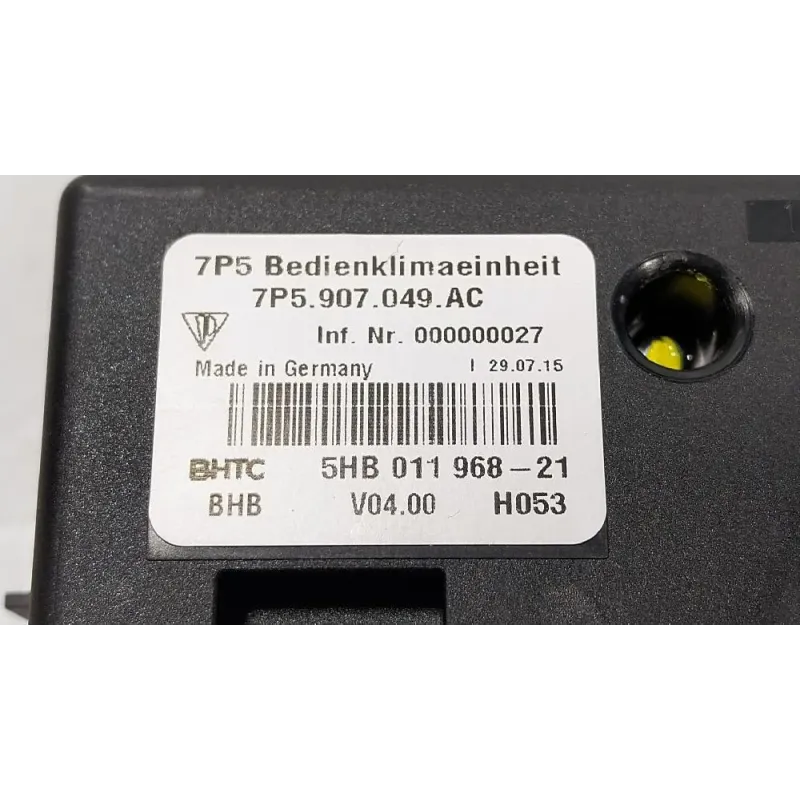 7P5 Bedienklimaeinheit
7P5.907.049.AC
Inf. Nr. 000000027
Made in Germany I 29.07.15
BHTC 5HB 011 968-21
BHB V04.00 H053